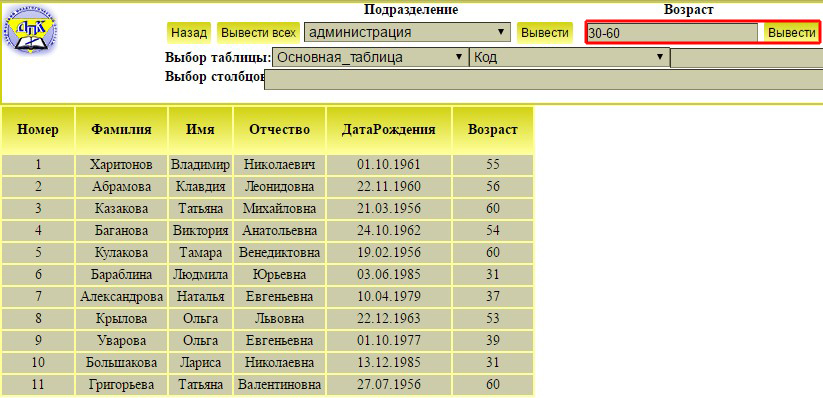 АПК
Подразделение Возраст
Назад Вывести всех администрация Вывести 30-60 Вывести
Выбор таблицы: Основная_таблица Код
Выбор столбцов
Номер Фамилия Имя Отчество ДатаРождения Возраст
1 Харитонов Владимир Николаевич 01.10.1961 55
2 Абрамова Клавдия Леонидовна 22.11.1960 56
3 Казакова Татьяна Михайловна 21.03.1956 60
4 Баганова Виктория Анатольевна 24.10.1962 54
5 Кулакова Тамара Венедиктовна 19.02.1956 60
6 Бараблина Людмила Юрьевна 03.06.1985 31
7 Александрова Наталья Евгеньевна 10.04.1979 37
8 Крылова Ольга Львовна 22.12.1963 53
9 Уварова Ольга Евгеньевна 01.10.1977 39
10 Большакова Лариса Николаевна 13.12.1985 31
11 Григорьева Татьяна Валентиновна 27.07.1956 60